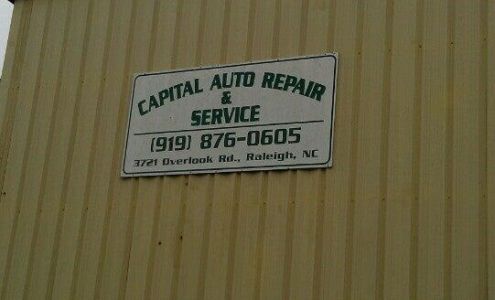 CAPITAL AUTO REPAIR
&
SERVICE
(919) 876-0605
3721 Overlook Rd., Raleigh, NC